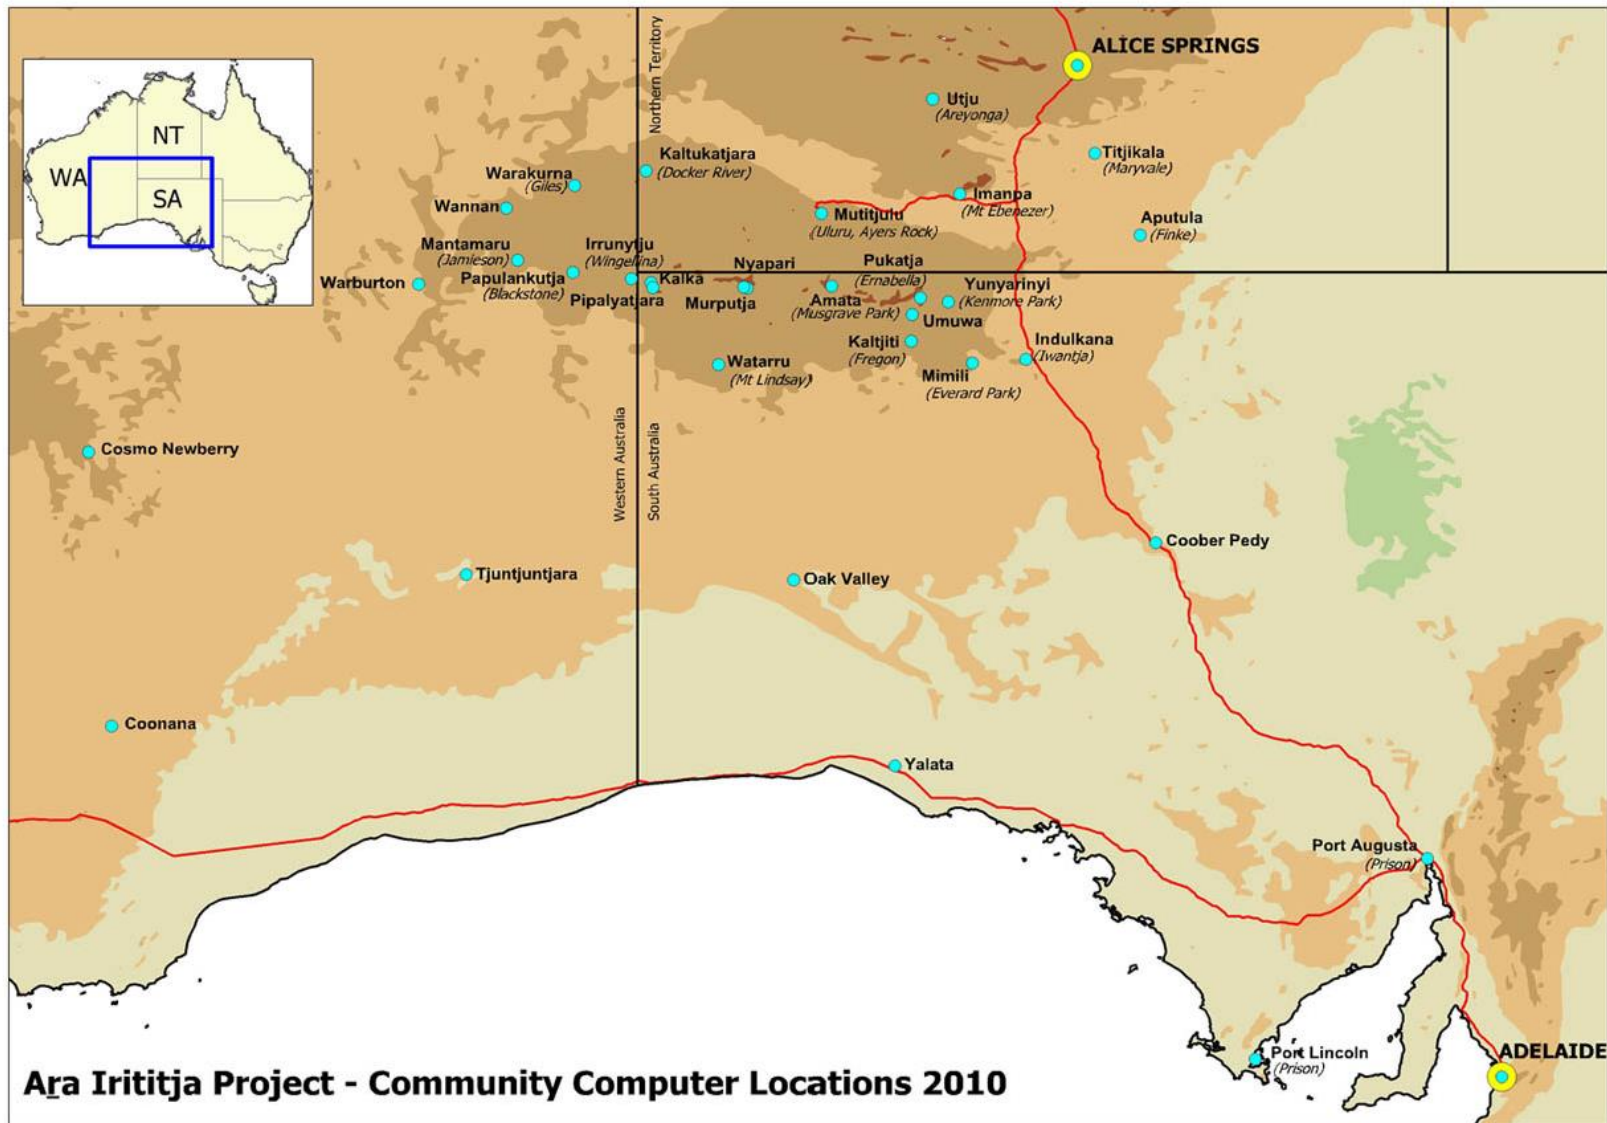 ALICE SPRINGS
Northern Territory
NT
WA
SA
Utju
(Areyonga)
Kaltukatjara
(Docker River)
Titjikala
(Maryvale)
Warakurna
(Giles)
Wannan
Imanpa
(Mt Ebenezer)
Mutitjulu
(Uluru, Ayers Rock)
Aputula
(Finke)
Mantamaru
(Jamieson)
Irrunytju
(Wingellina)
Warburton
Papulankutja
(Blackstone)
Pipalyatjara
Kalka
Nyapari
Murputja
Pukatja
(Ernabella)
Amata
(Musgrave Park)
Yunyarinyi
(Kenmore Park)
Umuwa
Kaltjiti
(Fregon)
Indulkana
(Iwantja)
Watarru
(Mt Lindsay)
Mimili
(Everard Park)
Western Australia
South Australia
Cosmo Newberry
Coober Pedy
Tjuntjuntjara
Oak Valley
Coonana
Yalata
Port Augusta
(Prison)
Port Lincoln
(Prison)
ADELAIDE
Aṟa Irititja Project - Community Computer Locations 2010